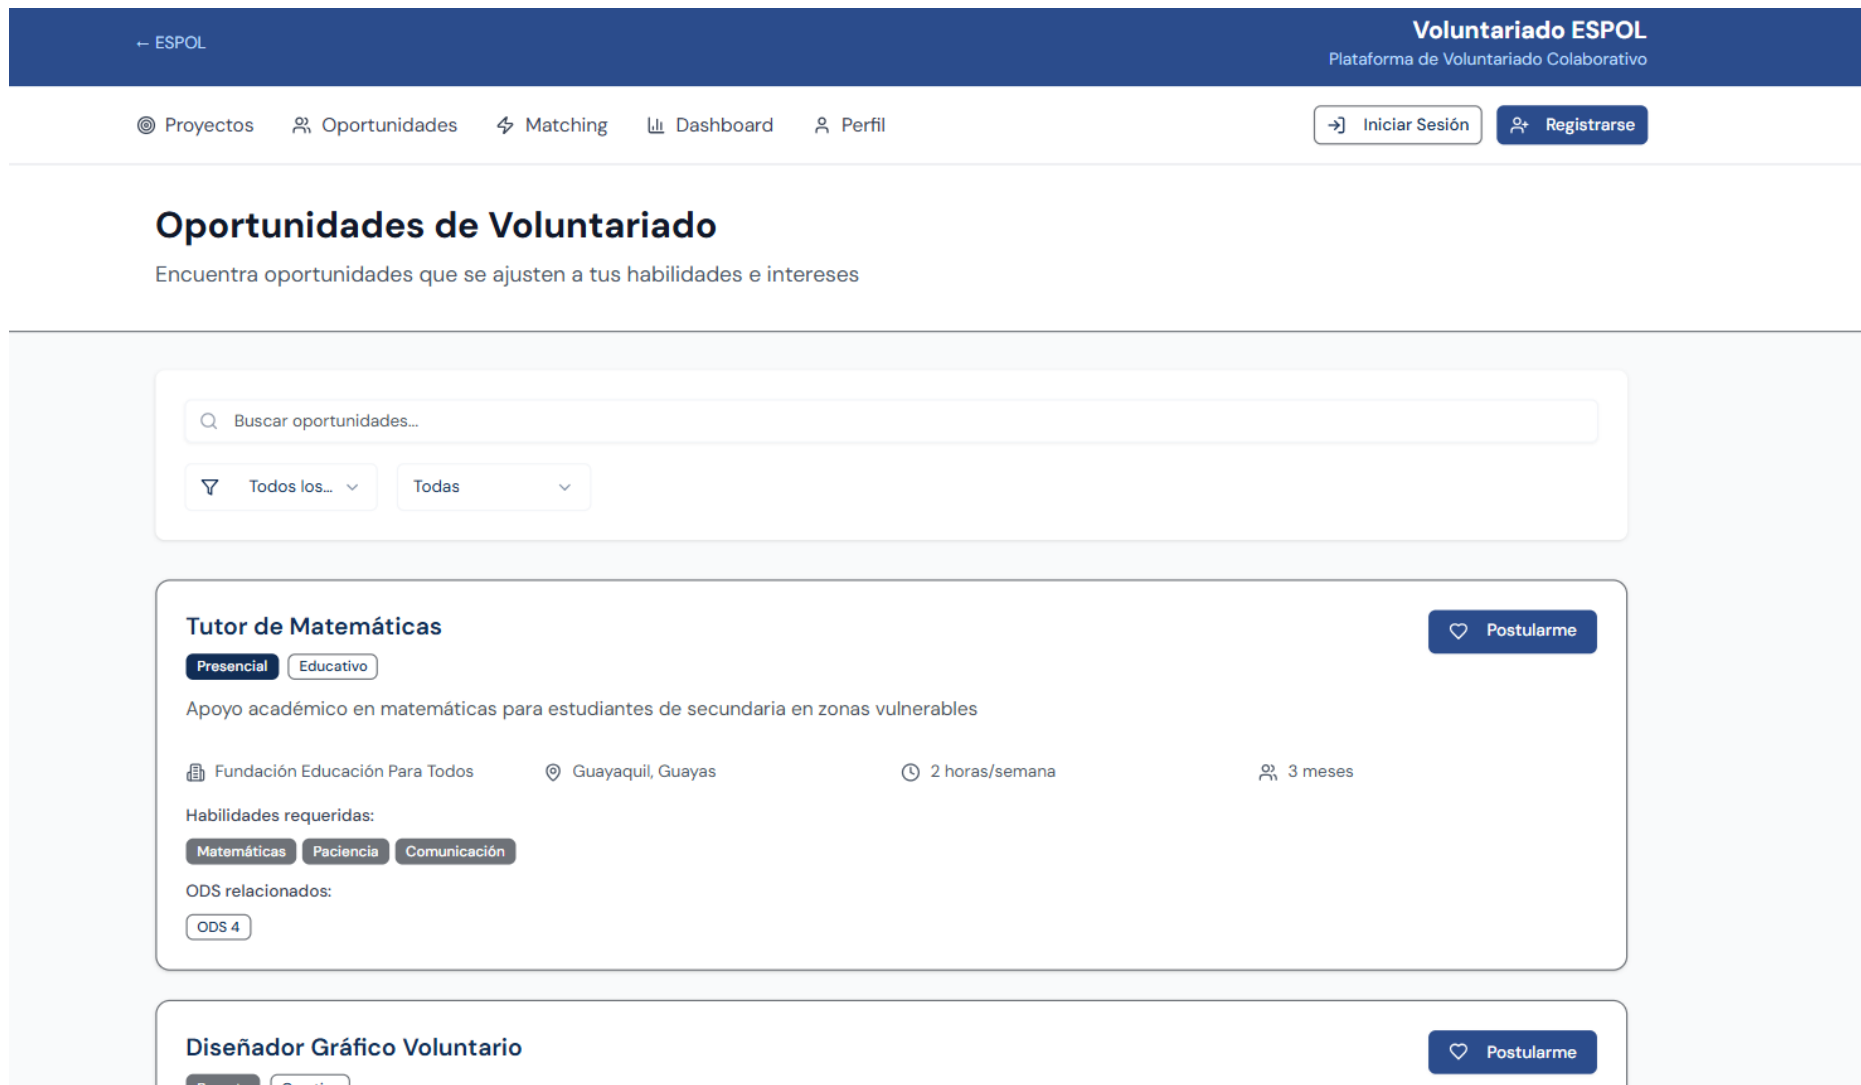 ← ESPOL
Voluntariado ESPOL
Plataforma de Voluntariado Colaborativo
Proyectos Oportunidades Matching Dashboard Perfil Iniciar Sesión Registrarse
Oportunidades de Voluntariado
Encuentra oportunidades que se ajusten a tus habilidades e intereses
Buscar oportunidades...
Todos los... Todas
Tutor de Matemáticas
Postularme
Presencial Educativo
Apoyo académico en matemáticas para estudiantes de secundaria en zonas vulnerables
Fundación Educación Para Todos Guayaquil, Guayas 2 horas/semana 3 meses
Habilidades requeridas:
Matemáticas Paciencia Comunicación
ODS relacionados:
ODS 4
Diseñador Gráfico Voluntario
Postularme